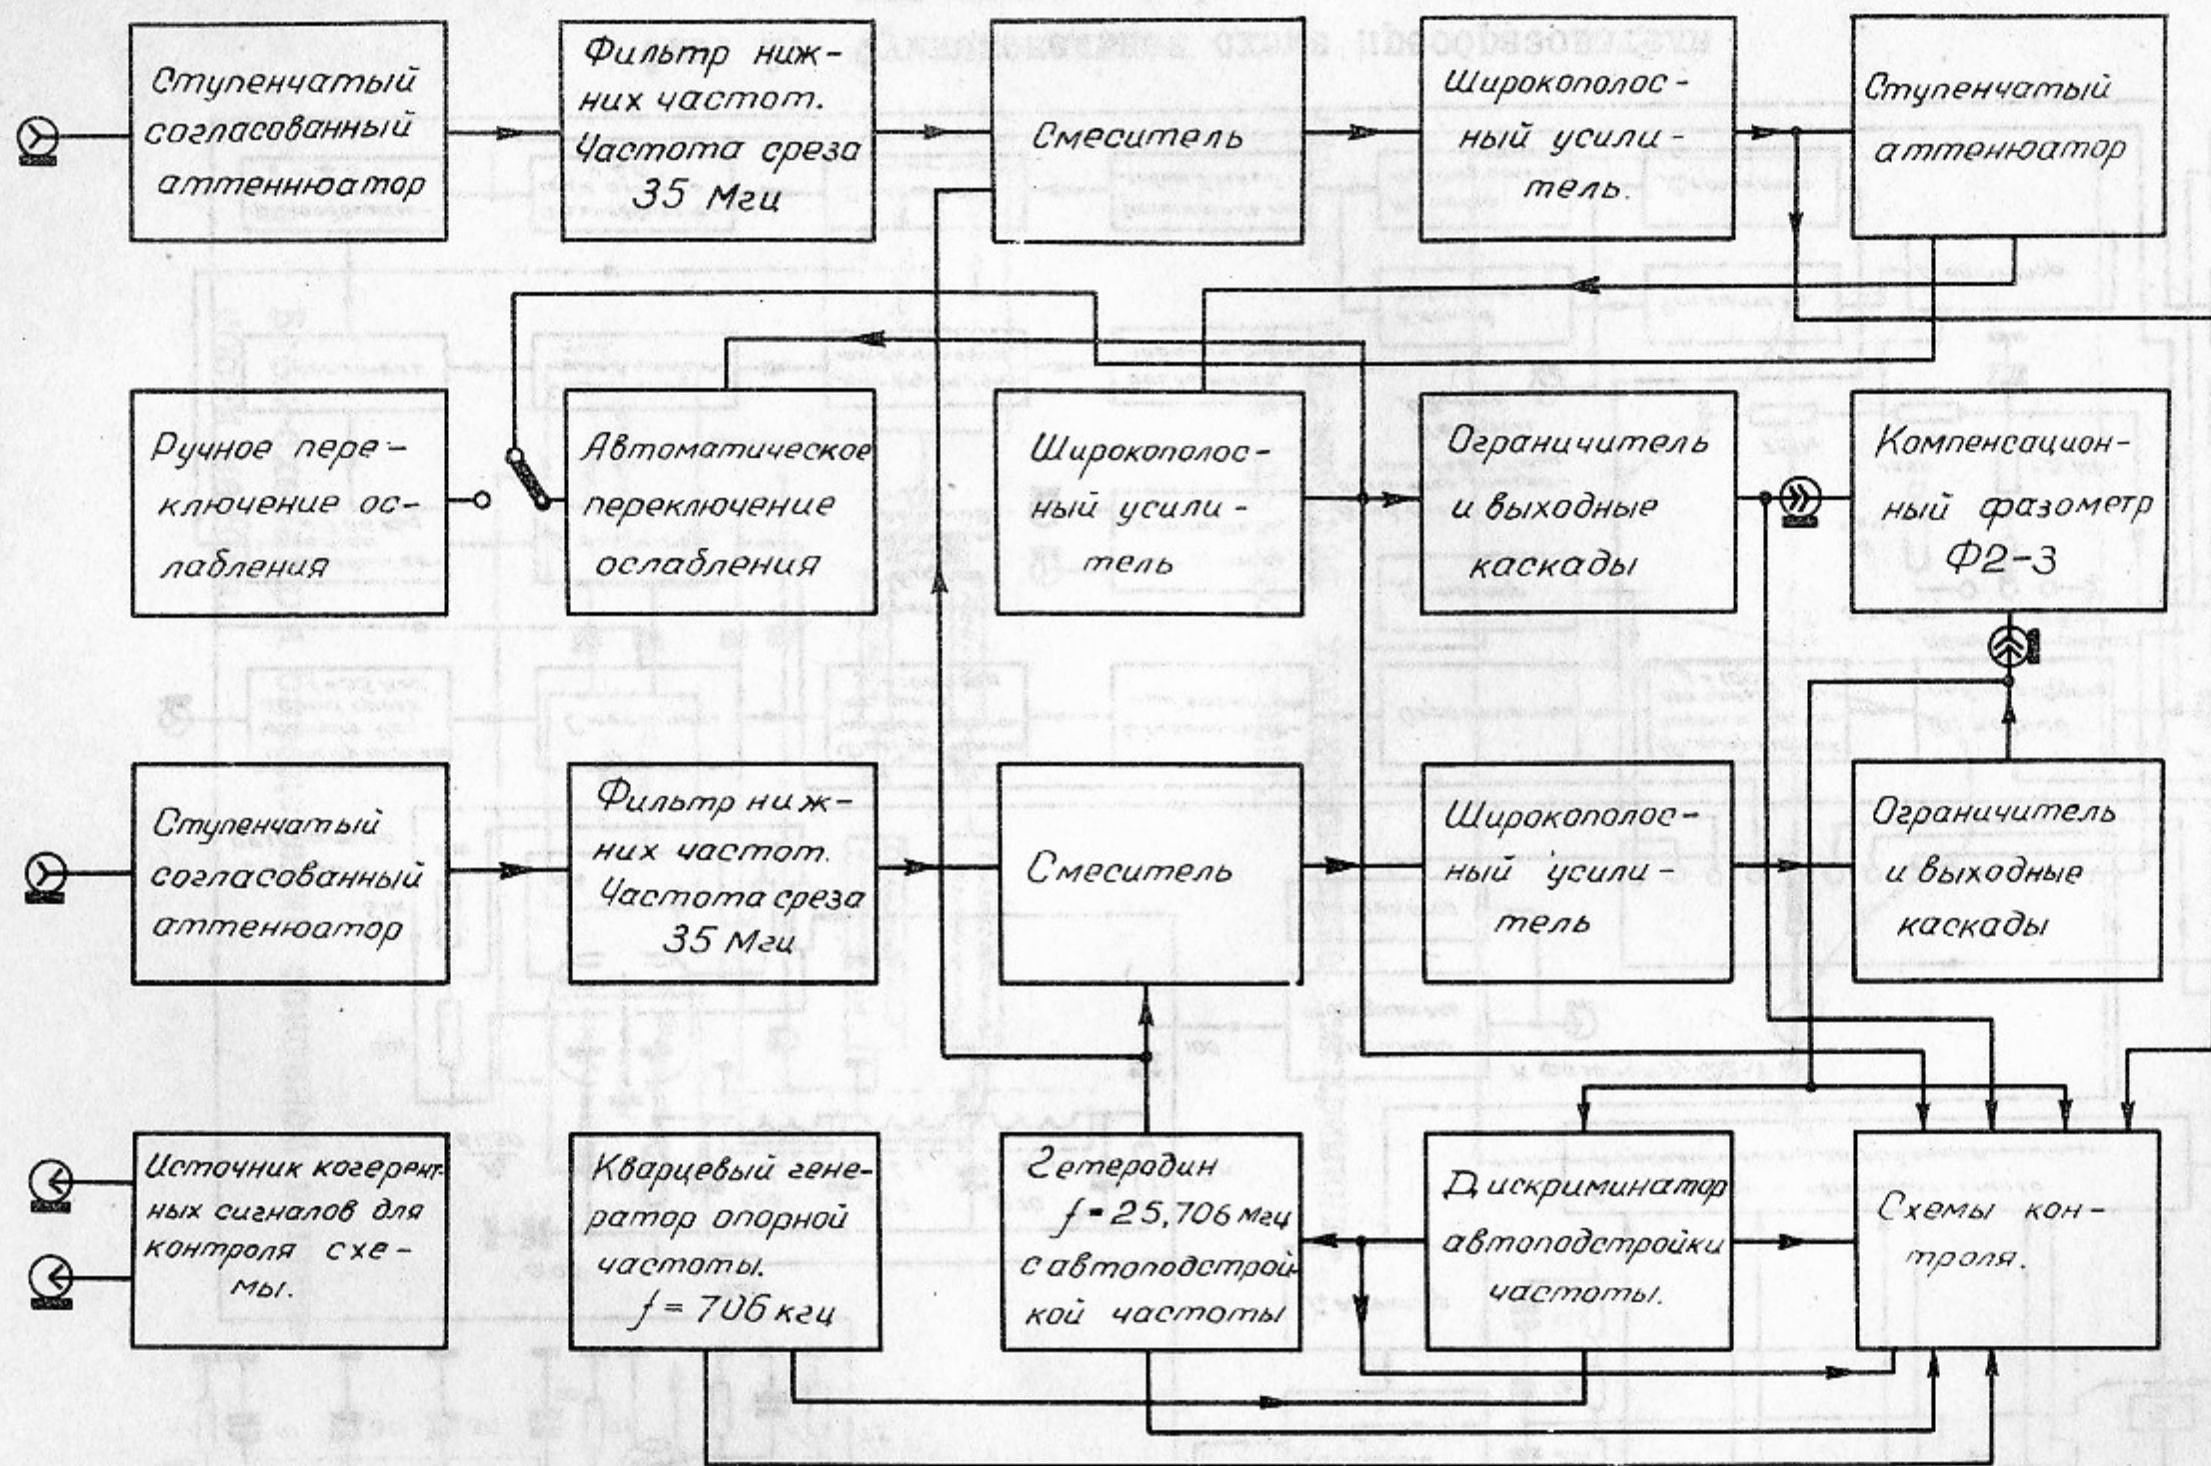 Ступенчатый
согласованный
аттеннюатор
Фильтр ниж-
них частот.
Частота среза
35 Мгц
Смеситель
Широкополос-
ный усили-
тель.
Ступенчатый
аттенюатор
Ручное пере-
ключение ос-
лабления
Автоматическое
переключение
ослабления
Широкополос-
ный усили-
тель
Ограничитель
и выходные
каскады
Компенсацион-
ный фазометр
Ф2-3
Ступенчатый
согласованный
аттенюатор
Фильтр ниж-
них частот.
Частота среза
35 Мгц
Смеситель
Широкополос-
ный усили-
тель
Ограничитель
и выходные
каскады
Источник когерент-
ных сигналов для
контроля схе-
мы.
Кварцевый гене-
ратор опорной
частоты.
f = 706 кгц
Гетеродин
f = 25,706 мгц
с автоподстрой-
кой частоты
Дискриминатор
автоподстройки
частоты.
Схемы кон-
троля.